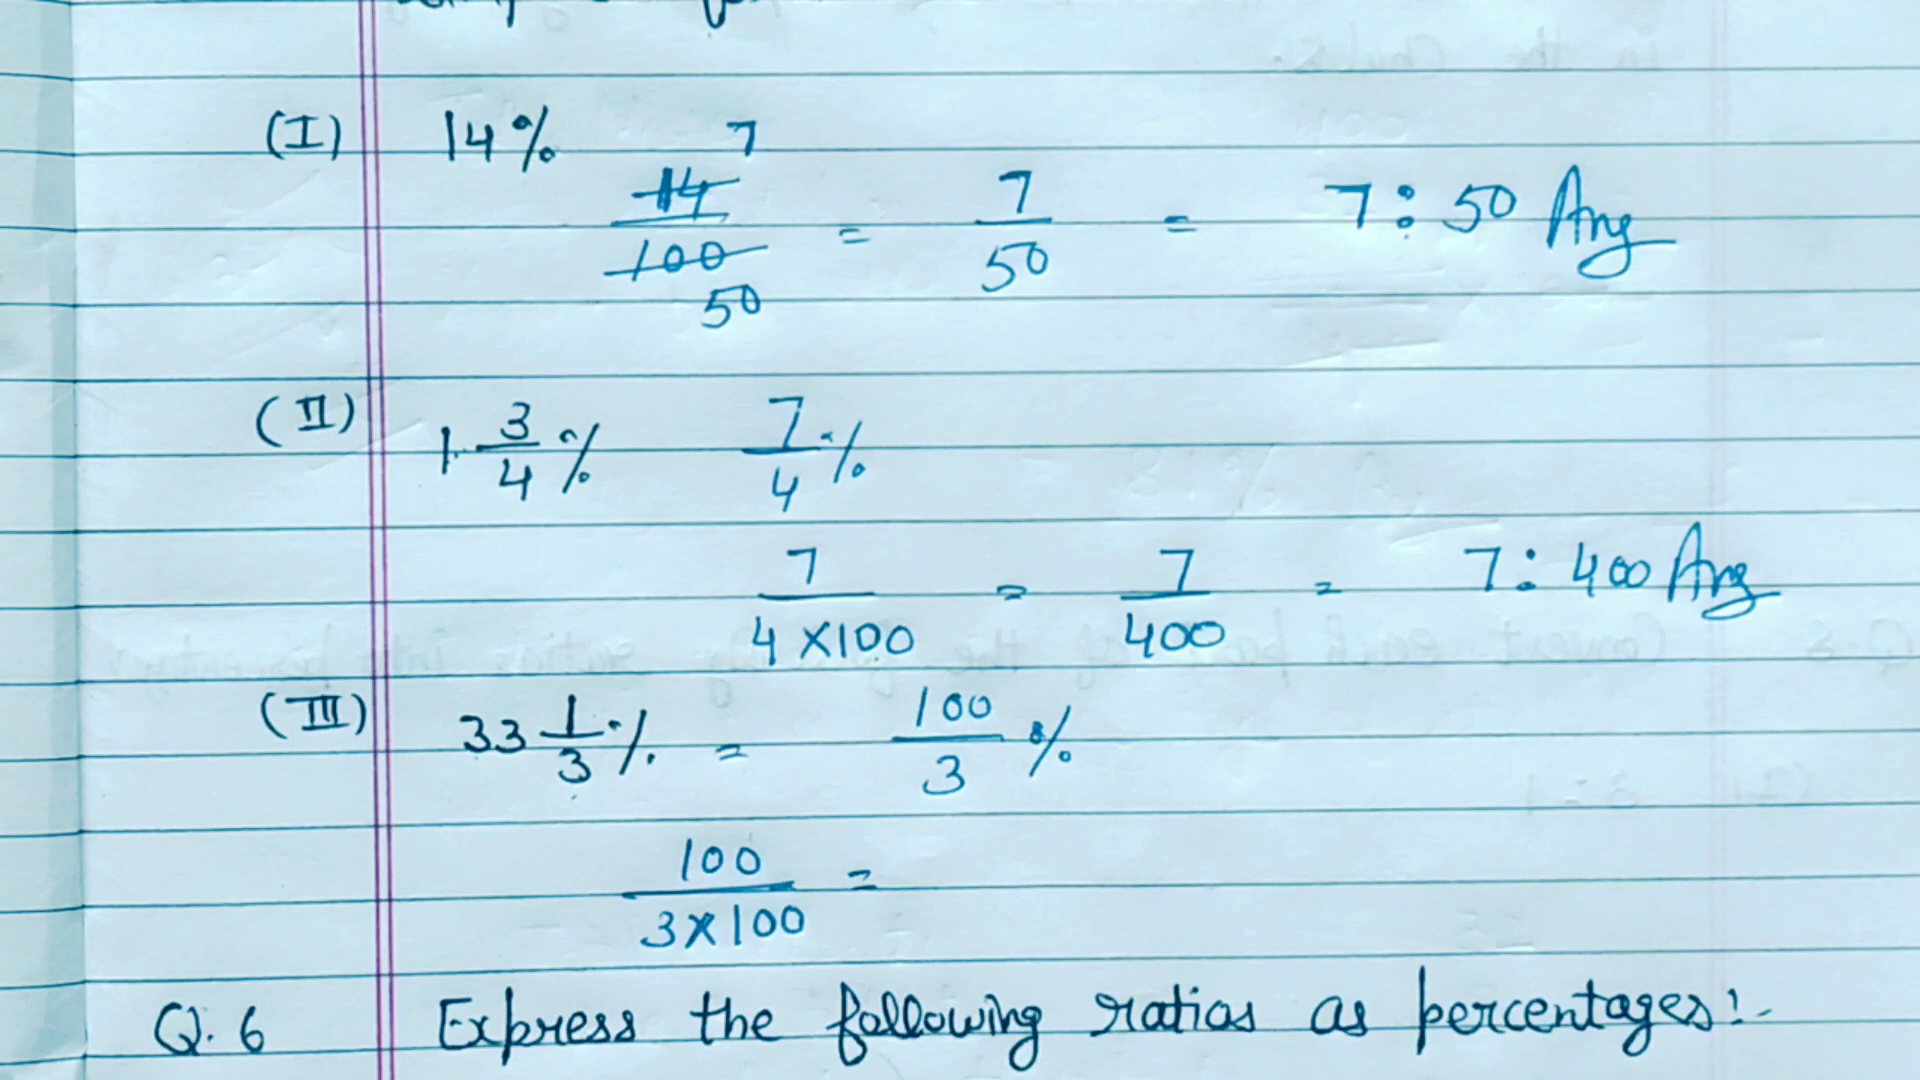 (I) 14% 7
14/100 = 7/50 = 7 : 50 Ans
50
(II) 1 3/4 % 7/4 %
7/4×100 = 7/400 = 7 : 400 Ans
(III) 33 1/3 % = 100/3 %
100/3×100 =
Q. 6 Express the following ratios as percentages:-